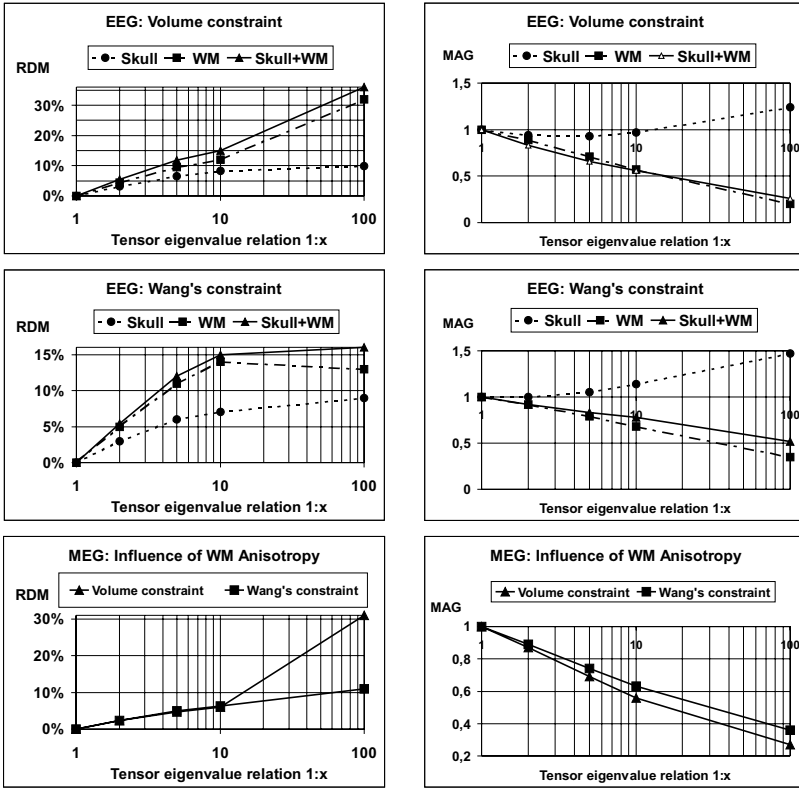 EEG: Volume constraint
RDM
Skull WM Skull+WM
30%
20%
10%
0%
1 10 100
Tensor eigenvalue relation 1:x
EEG: Volume constraint
MAG
Skull WM Skull+WM
1,5
1
0,5
0
1 10 100
Tensor eigenvalue relation 1:x
EEG: Wang's constraint
RDM
Skull WM Skull+WM
15%
10%
5%
0%
1 10 100
Tensor eigenvalue relation 1:x
EEG: Wang's constraint
MAG
Skull WM Skull+WM
1,5
1
0,5
0
1 10 100
Tensor eigenvalue relation 1:x
MEG: Influence of WM Anisotropy
RDM
Volume constraint Wang's constraint
30%
20%
10%
0%
1 10 100
Tensor eigenvalue relation 1:x
MEG: Influence of WM Anisotropy
MAG
Volume constraint Wang's constraint
1
0,8
0,6
0,4
0,2
1 10 100
Tensor eigenvalue relation 1:x